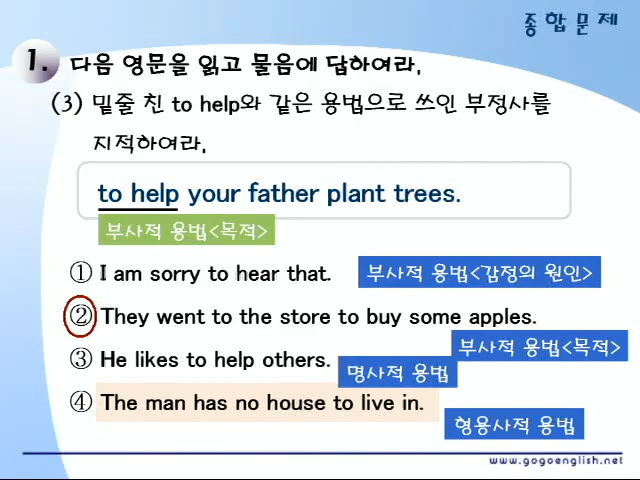 종합문제
1. 다음 영문을 읽고 물음에 답하여라.
(3) 밑줄 친 to help와 같은 용법으로 쓰인 부정사를
지적하여라.
to help your father plant trees.
부사적 용법<목적>
① I am sorry to hear that. 부사적 용법<감정의 원인>
② They went to the store to buy some apples.
부사적 용법<목적>
③ He likes to help others.
명사적 용법
④ The man has no house to live in.
형용사적 용법
www.gogoenglish.net